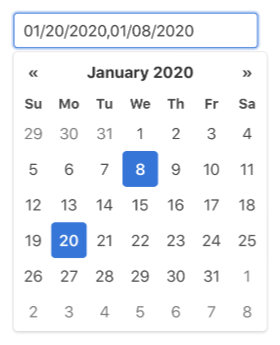 01/20/2020,01/08/2020
« January 2020 »
Su Mo Tu We Th Fr Sa
29 30 31 1 2 3 4
5 6 7 8 9 10 11
12 13 14 15 16 17 18
19 20 21 22 23 24 25
26 27 28 29 30 31 1
2 3 4 5 6 7 8